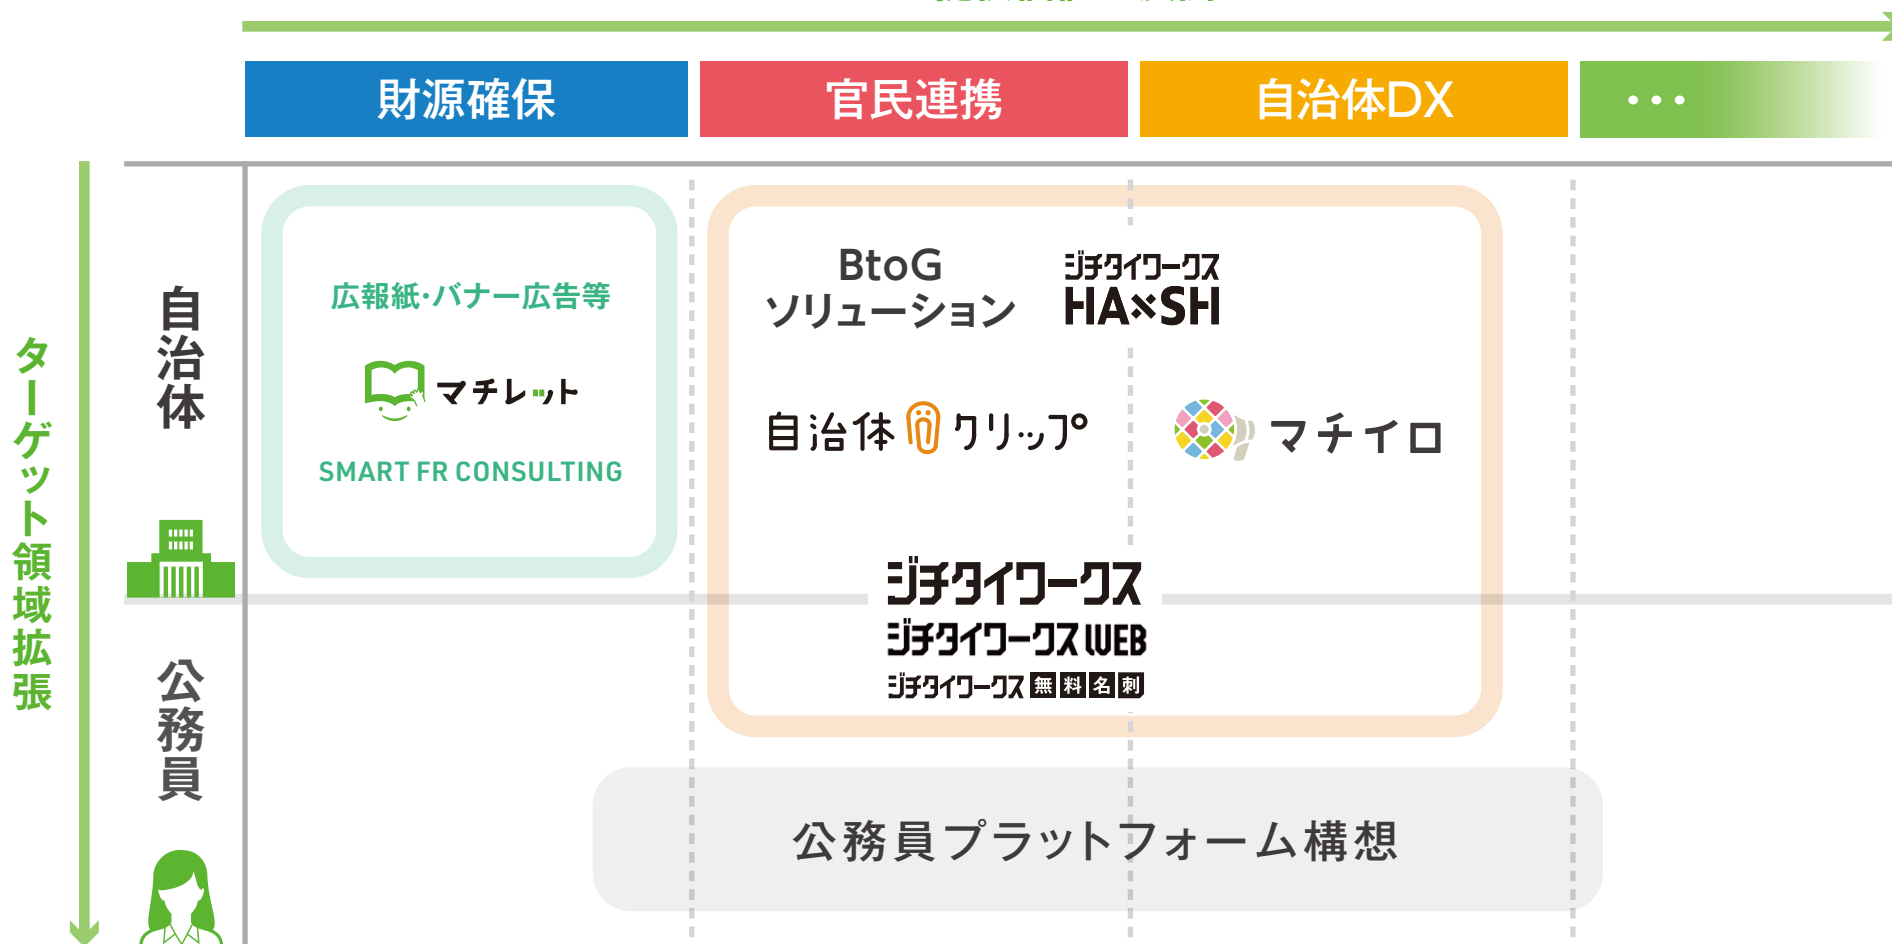 財源確保
官民連携
自治体DX
・・・
ターゲット領域拡張
自治体
広報紙・バナー広告等
マチレット
SMART FR CONSULTING
BtoG
ソリューション
ジチタイワークス
HA×SH
自治体クリップ
マチイロ
ジチタイワークス
ジチタイワークス WEB
ジチタイワークス 無料名刺
公務員
公務員プラットフォーム構想